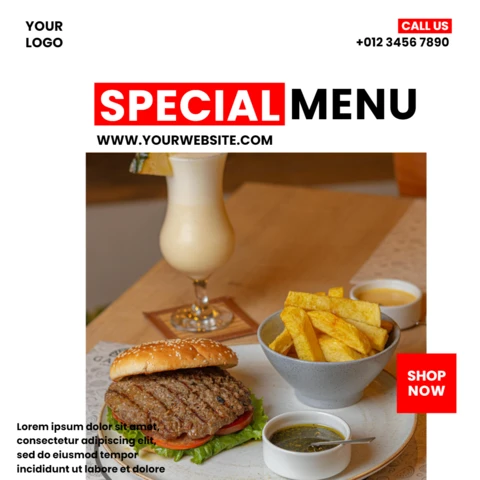 YOUR
LOGO
CALL US
+012 3456 7890
SPECIAL MENU
WWW.YOURWEBSITE.COM
SHOP
NOW
Lorem ipsum dolor sit amet,
consectetur adipiscing elit,
sed do eiusmod tempor
incididunt ut labore et dolore